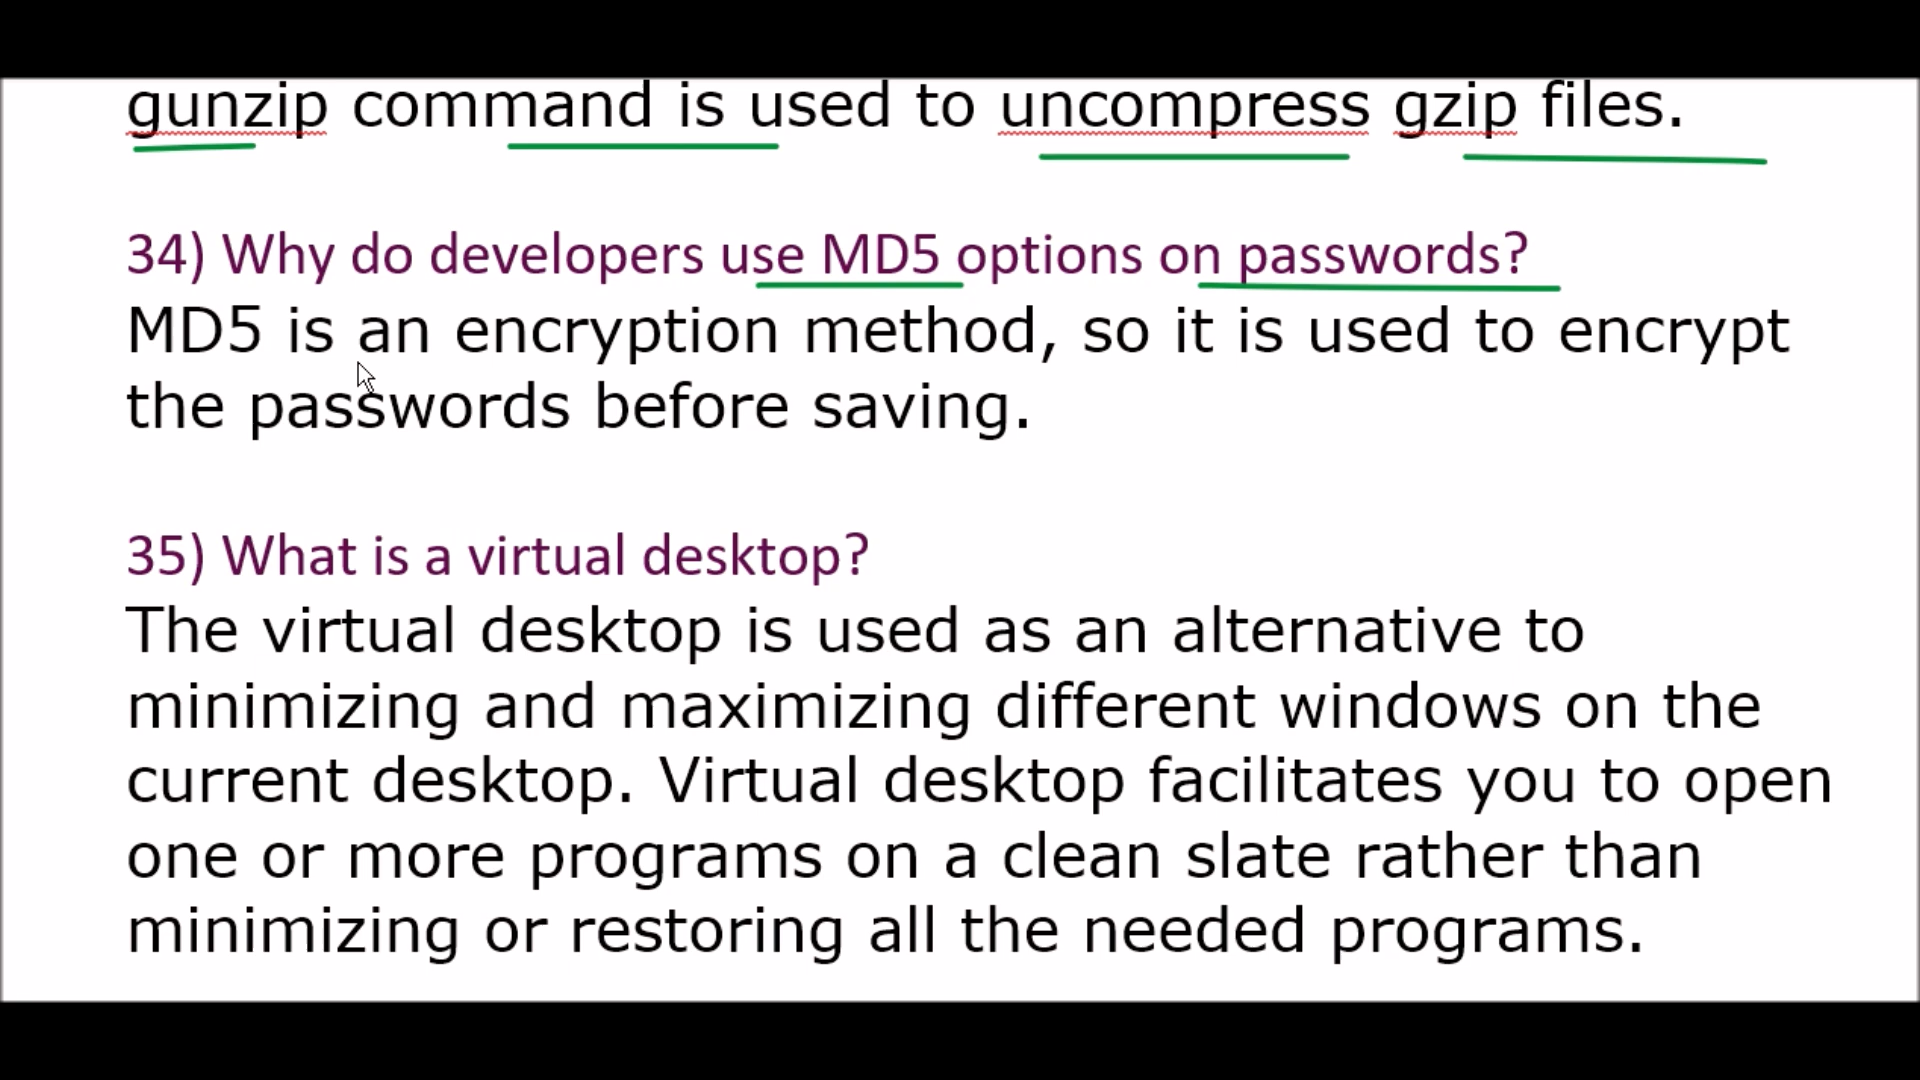 gunzip command is used to uncompress gzip files.
34) Why do developers use MD5 options on passwords?
MD5 is an encryption method, so it is used to encrypt
the passwords before saving.
35) What is a virtual desktop?
The virtual desktop is used as an alternative to
minimizing and maximizing different windows on the
current desktop. Virtual desktop facilitates you to open
one or more programs on a clean slate rather than
minimizing or restoring all the needed programs.